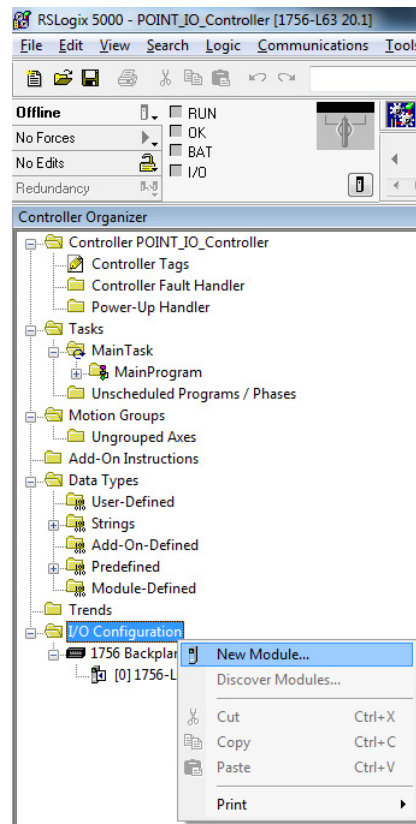 RSLogix 5000 - POINT_IO_Controller [1756-L63 20.1]
File Edit View Search Logic Communications Tools
Offline
RUN
No Forces
OK
BAT
No Edits
I/O
Redundancy
Controller Organizer
Controller POINT_IO_Controller
Controller Tags
Controller Fault Handler
Power-Up Handler
Tasks
MainTask
MainProgram
Unscheduled Programs / Phases
Motion Groups
Ungrouped Axes
Add-On Instructions
Data Types
User-Defined
Strings
Add-On-Defined
Predefined
Module-Defined
Trends
I/O Configuration
1756 Backplan
[0] 1756-L
New Module...
Discover Modules...
Cut Ctrl+X
Copy Ctrl+C
Paste Ctrl+V
Print